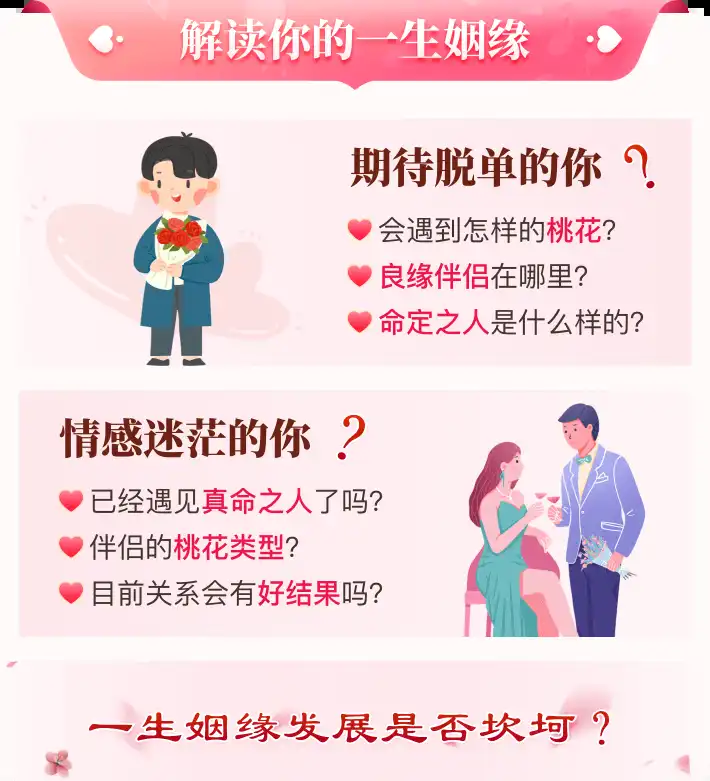 解读你的一生姻缘
期待脱单的你?
会遇到怎样的桃花?
良缘伴侣在哪里?
命定之人是什么样的?
情感迷茫的你?
已经遇见真命之人了吗?
伴侣的桃花类型?
目前关系会有好结果吗?
一生姻缘发展是否坎坷？